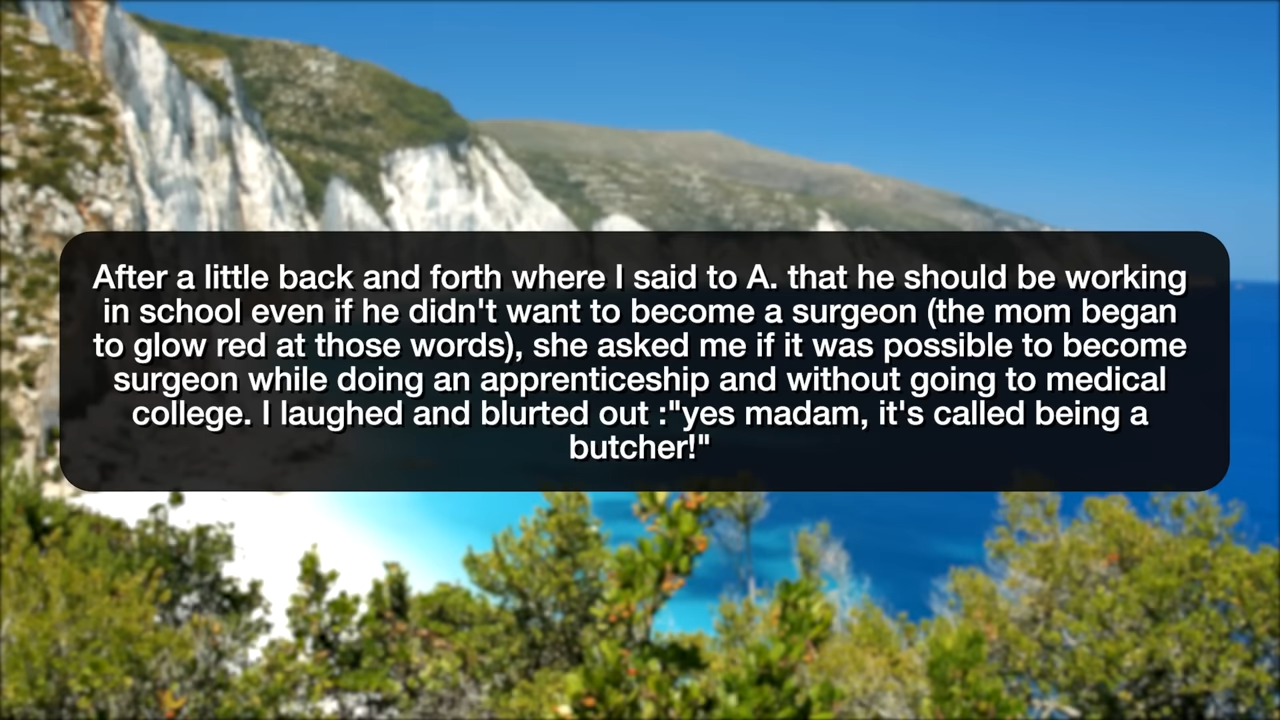 After a little back and forth where I said to A. that he should be working
in school even if he didn't want to become a surgeon (the mom began
to glow red at those words), she asked me if it was possible to become
surgeon while doing an apprenticeship and without going to medical
college. I laughed and blurted out :"yes madam, it's called being a
butcher!"